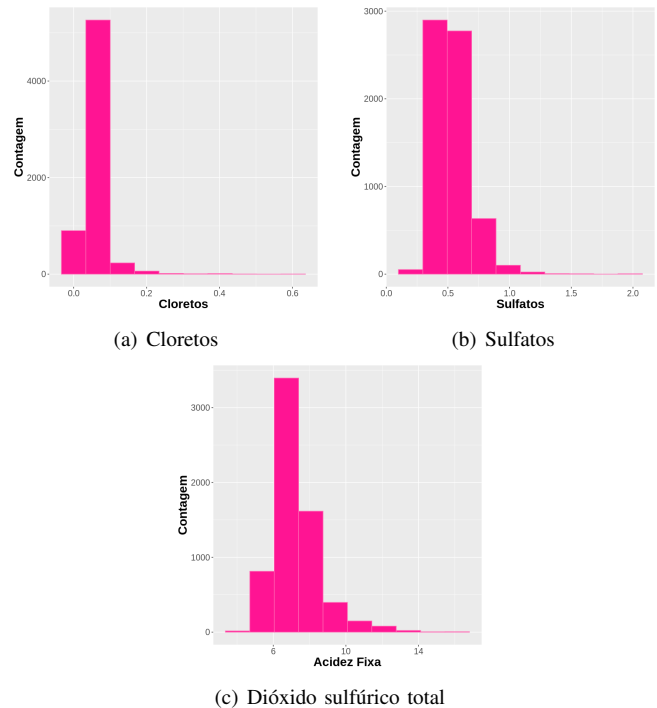 Contagem
4000
2000
0
0.0 0.2 0.4 0.6
Cloretos
(a) Cloretos
Contagem
3000
2000
1000
0
0.0 0.5 1.0 1.5 2.0
Sulfatos
(b) Sulfatos
Contagem
3000
2000
1000
0
6 10 14
Acidez Fixa
(c) Dióxido sulfúrico total